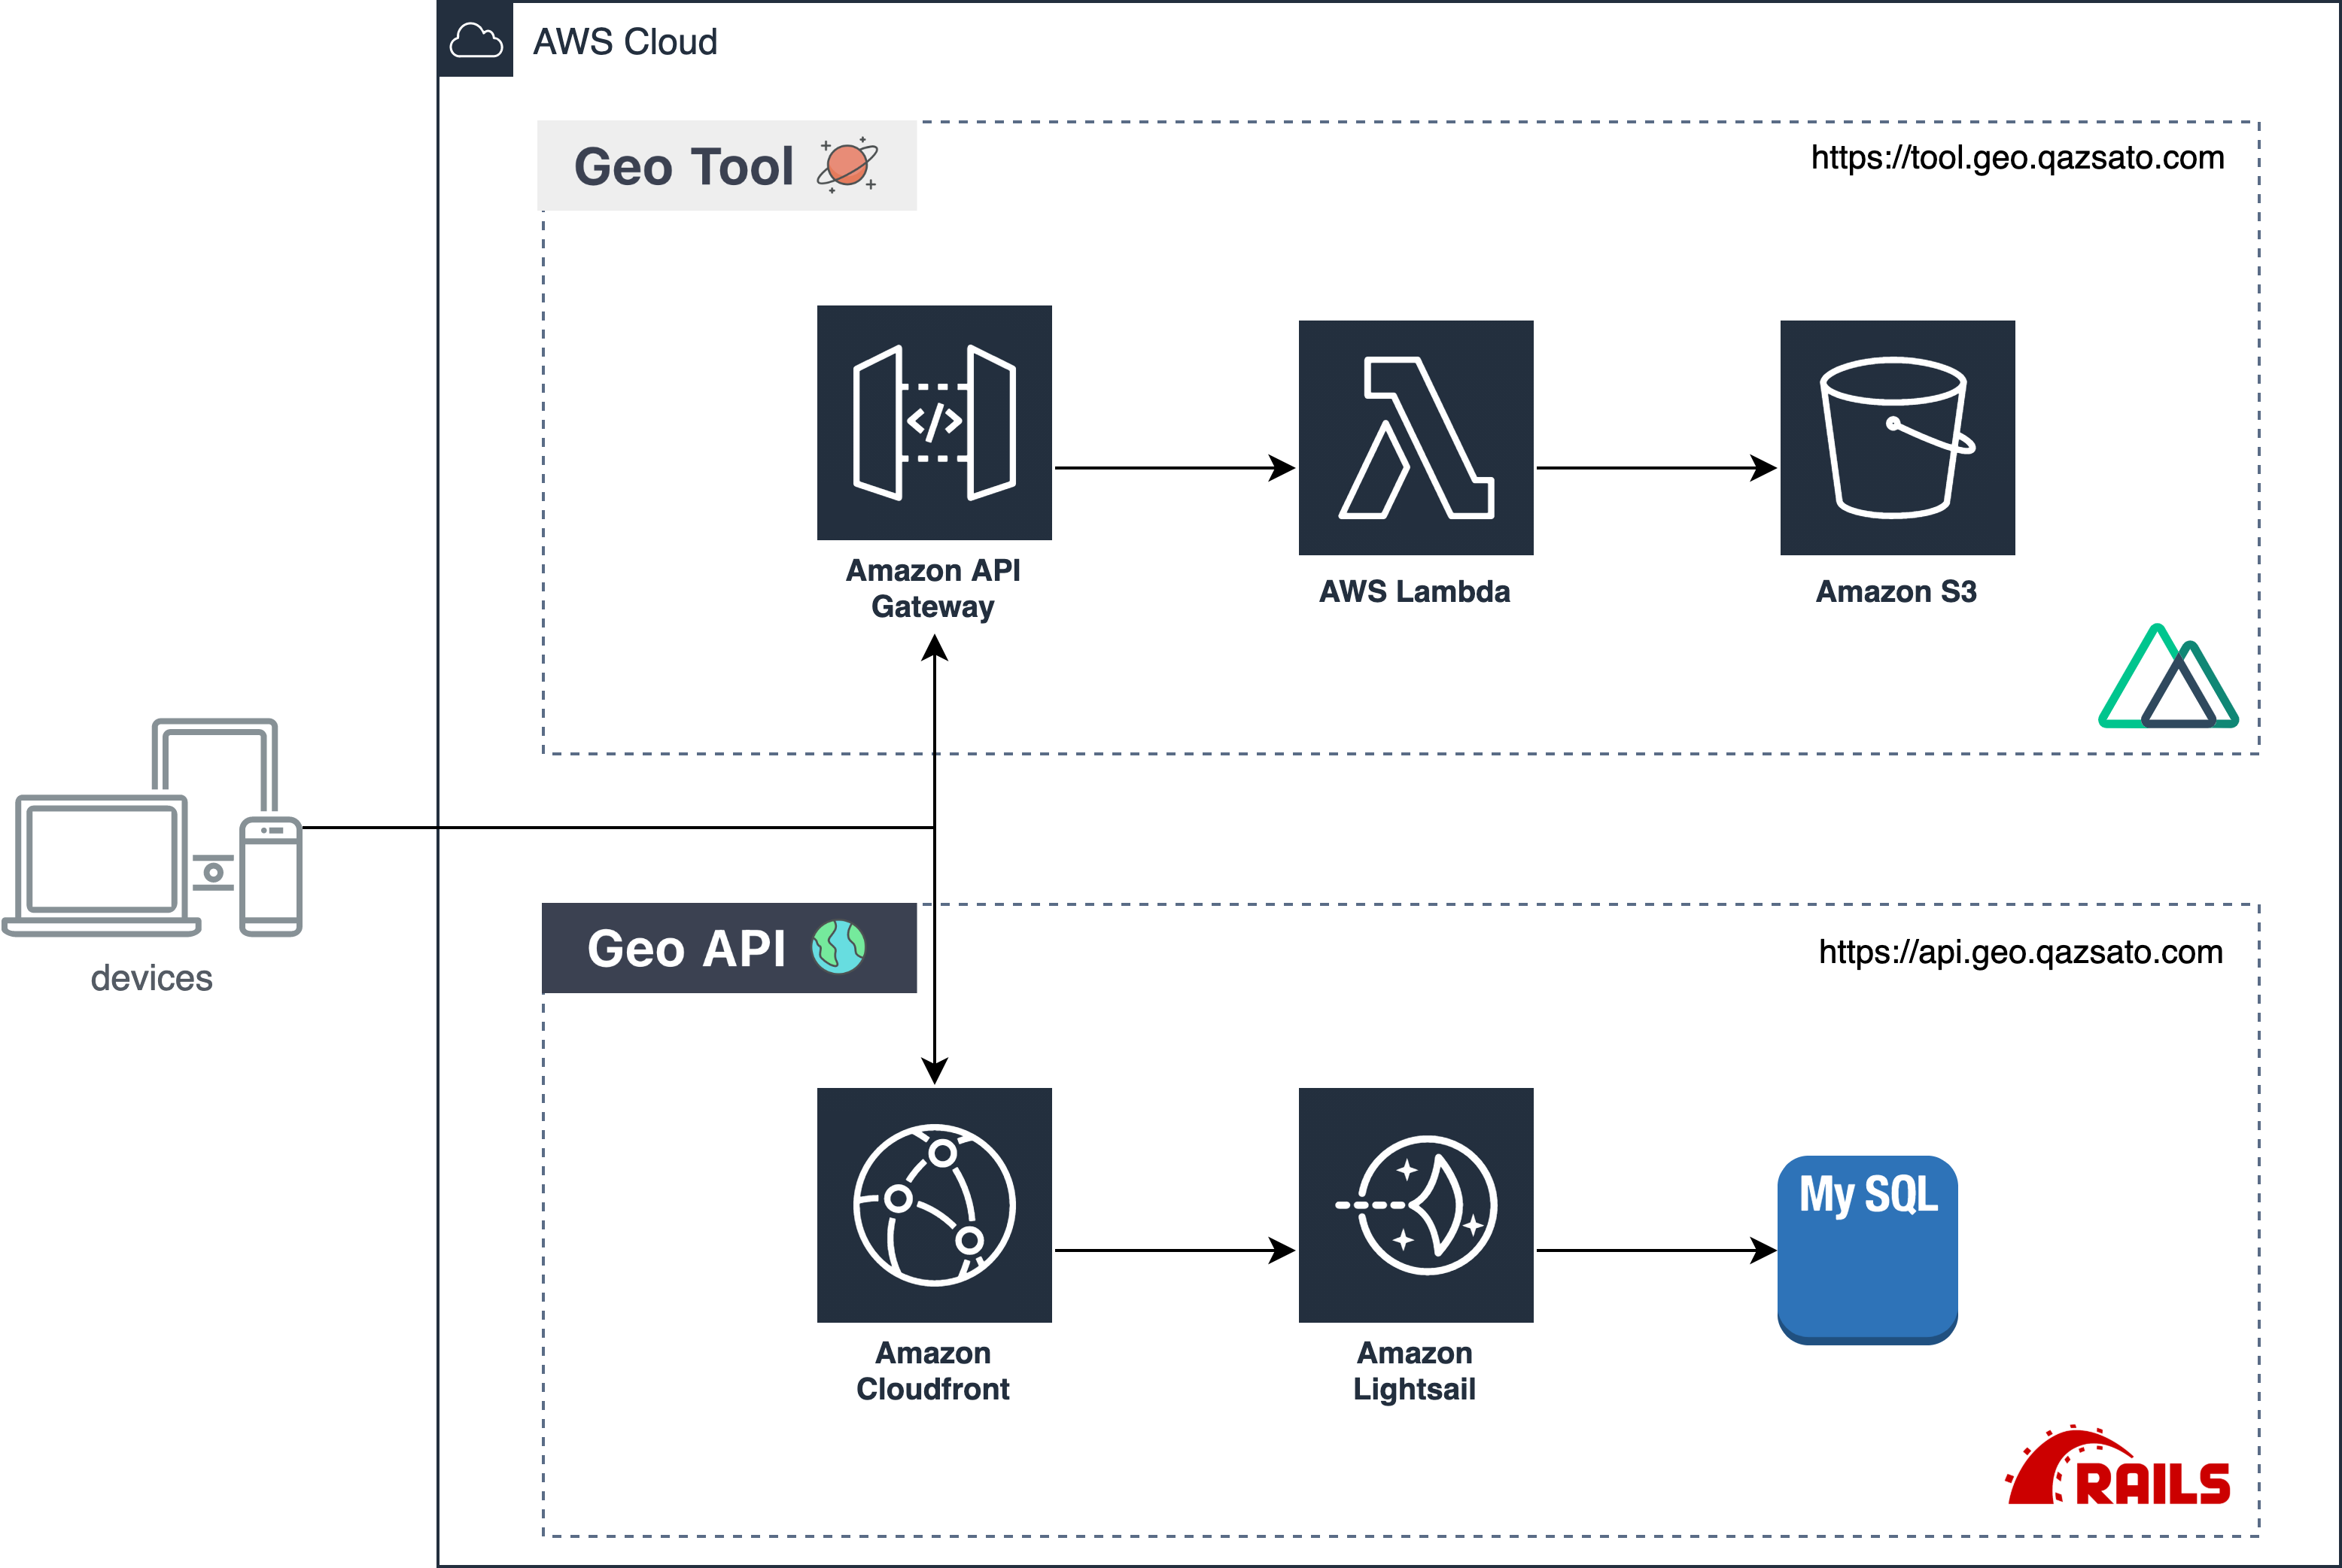 AWS Cloud
Geo Tool
https://tool.geo.qazsato.com
</>
Amazon API
Gateway
AWS Lambda
Amazon S3
devices
Geo API
https://api.geo.qazsato.com
My SQL
Amazon
Cloudfront
Amazon
Lightsail
RAILS